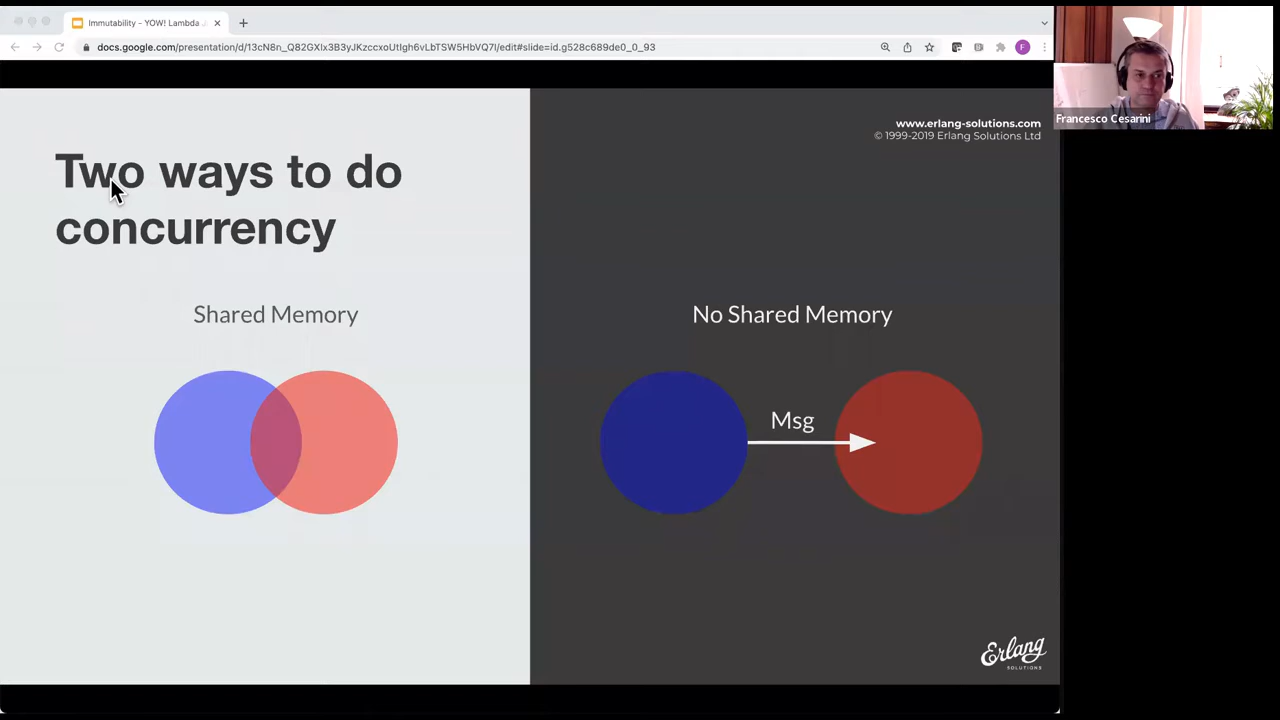 Immutability - YOW! Lambda
docs.google.com/presentation/d/13cN8n_Q82GXlx3B3yJKzccxoUtIgh6vLbTSW5HbVQ7I/edit#slide=id.g528c689de0_0_93
F
Francesco Cesarini
www.erlang-solutions.com
© 1999-2019 Erlang Solutions Ltd
Two ways to do
concurrency
Shared Memory
No Shared Memory
Msg
Erlang
SOLUTIONS